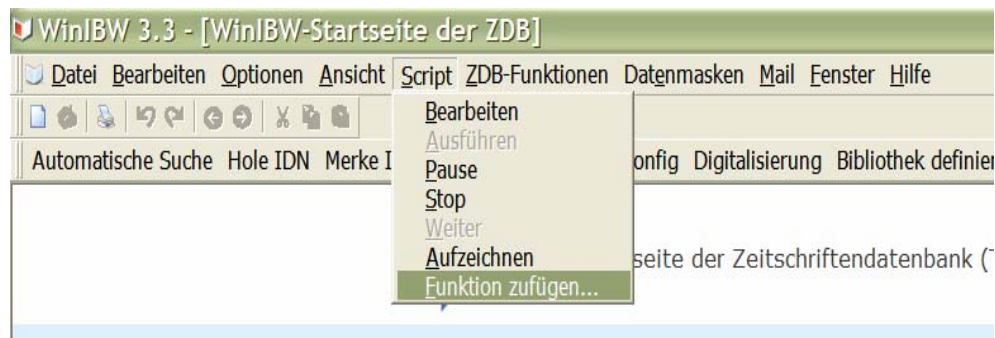 WinIBW 3.3 - [WinIBW-Startseite der ZDB]
Datei Bearbeiten Optionen Ansicht Script ZDB-Funktionen Datenmasken Mail Fenster Hilfe
Automatische Suche Hole IDN Merke onfig Digitalisierung Bibliothek definier
Bearbeiten
Ausführen
Pause
Stop
Weiter
Aufzeichnen
Funktion zufügen...
seite der Zeitschriftendatenbank (